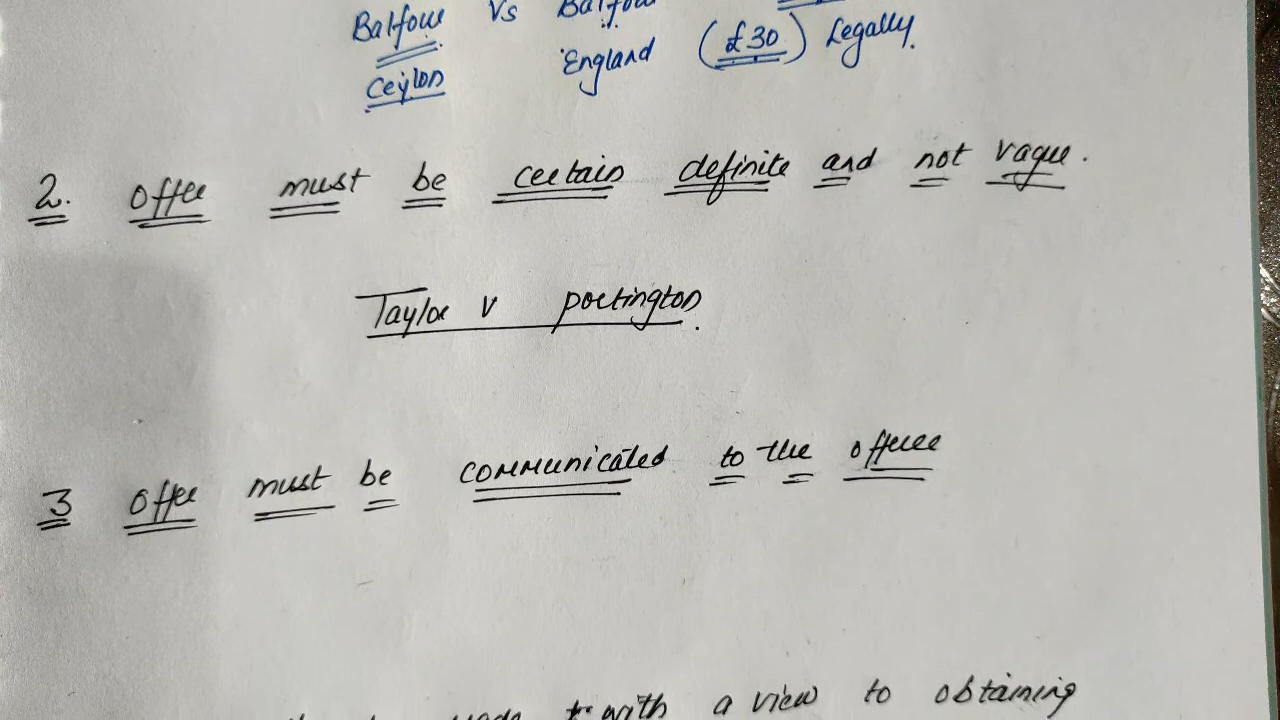 Balfour Vs Balfour
Ceylon England (£30) Legally.
2. Offer must be certain definite and not vague.
Taylor V portington.
3 Offer must be communicated to the offeree
with a view to obtaining